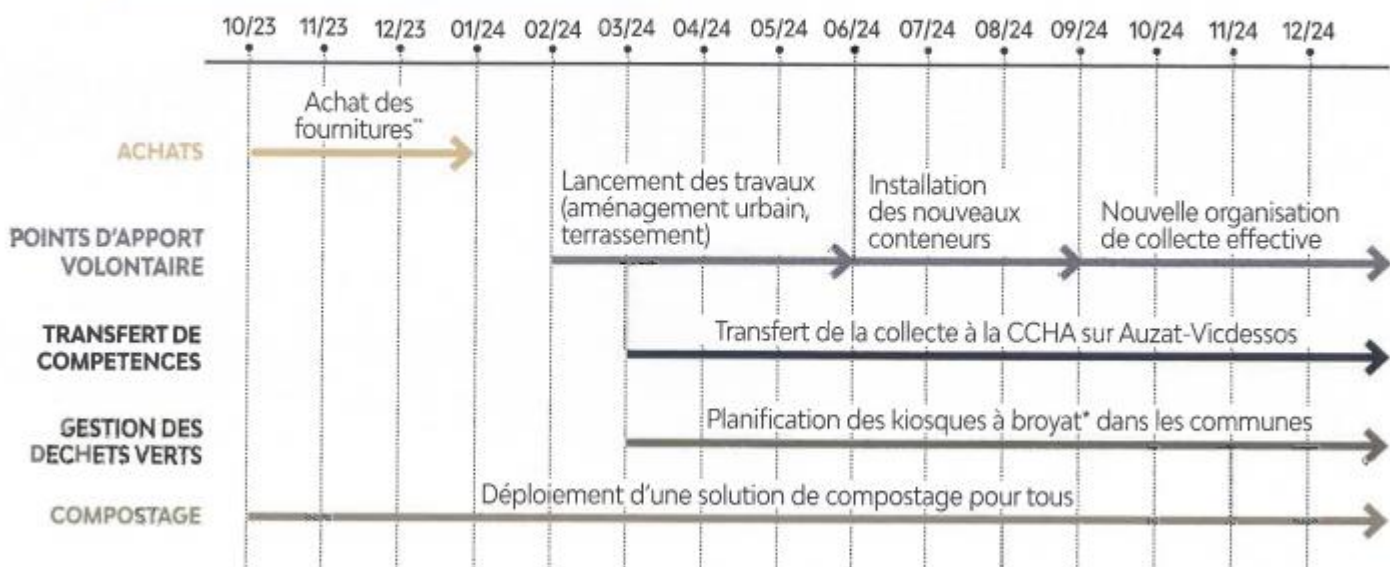 10/23 11/23 12/23 01/24 02/24 03/24 04/24 05/24 06/24 07/24 08/24 09/24 10/24 11/24 12/24
Achat des
fournitures**
ACHATS
Lancement des travaux
(aménagement urbain,
terrassement)
Installation
des nouveaux
conteneurs
Nouvelle organisation
de collecte effective
POINTS D'APPORT
VOLONTAIRE
TRANSFERT DE
COMPETENCES
Transfert de la collecte à la CCHA sur Auzat-Vicdessos
GESTION DES
DECHETS VERTS
Planification des kiosques à broyat* dans les communes
COMPOSTAGE
Déploiement d'une solution de compostage pour tous